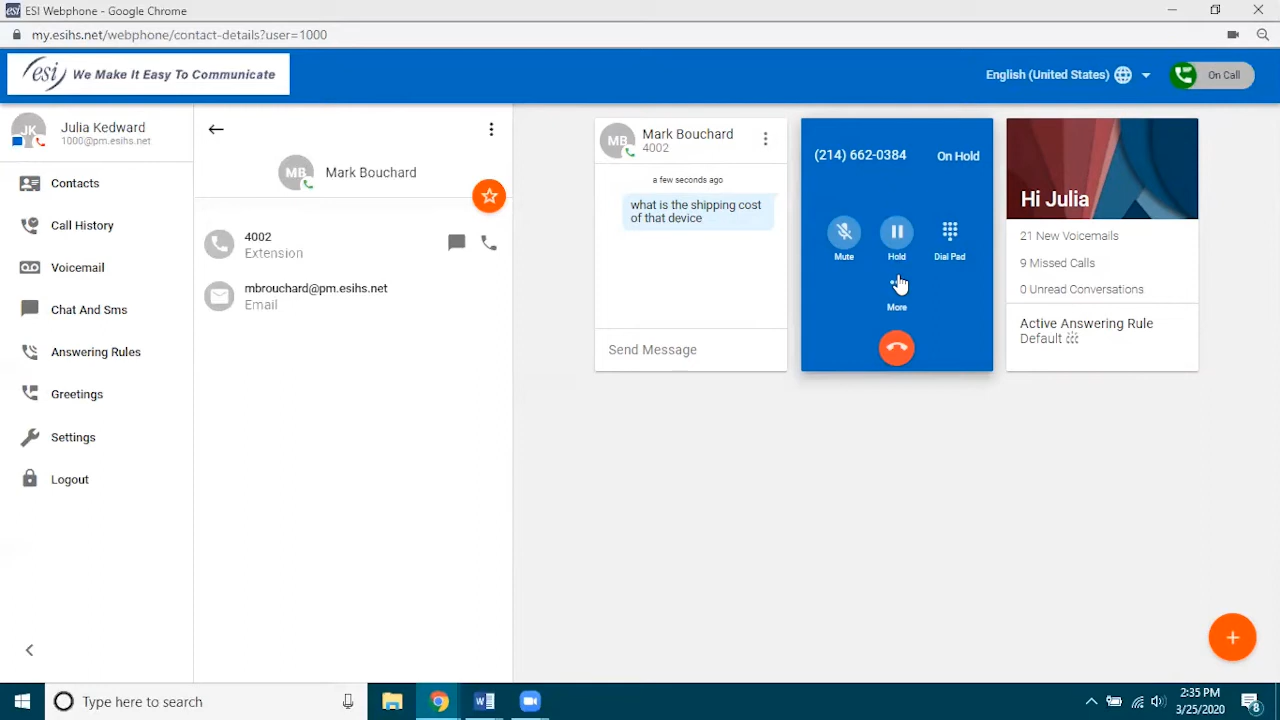 ESI Webphone - Google Chrome
my.esihs.net/webphone/contact-details?user=1000
esi We Make It Easy To Communicate
English (United States)
On Call
JK
Julia Kedward
1000@pm.esihs.net
Contacts
Call History
Voicemail
Chat And Sms
Answering Rules
Greetings
Settings
Logout
MB
Mark Bouchard
4002
Extension
mbrouchard@pm.esihs.net
Email
MB
Mark Bouchard
4002
a few seconds ago
what is the shipping cost
of that device
Send Message
(214) 662-0384
On Hold
Mute
Hold
Dial Pad
More
Hi Julia
21 New Voicemails
9 Missed Calls
0 Unread Conversations
Active Answering Rule
Default
Type here to search
2:35 PM
3/25/2020
8